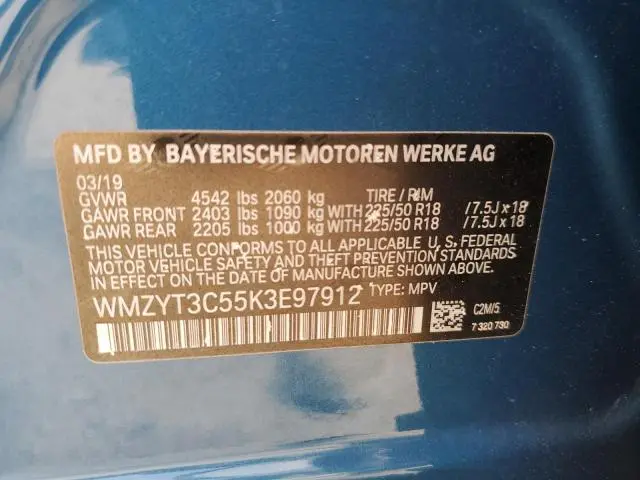 MFD BY BAYERISCHE MOTOREN WERKE AG
03/19 TIRE / RIM
GVWR 4542 lbs 2060 kg
GAWR FRONT 2403 lbs 1090 kg WITH 225/50 R18 /7.5J x 18
GAWR REAR 2205 lbs 1000 kg WITH 225/50 R18 /7.5J x 18
THIS VEHICLE CONFORMS TO ALL APPLICABLE U.S. FEDERAL
MOTOR VEHICLE SAFETY AND THEFT PREVENTION STANDARDS
IN EFFECT ON THE DATE OF MANUFACTURE SHOWN ABOVE.
WMZYT3C55K3E97912 TYPE: MPV
C2M/5
7 320 730